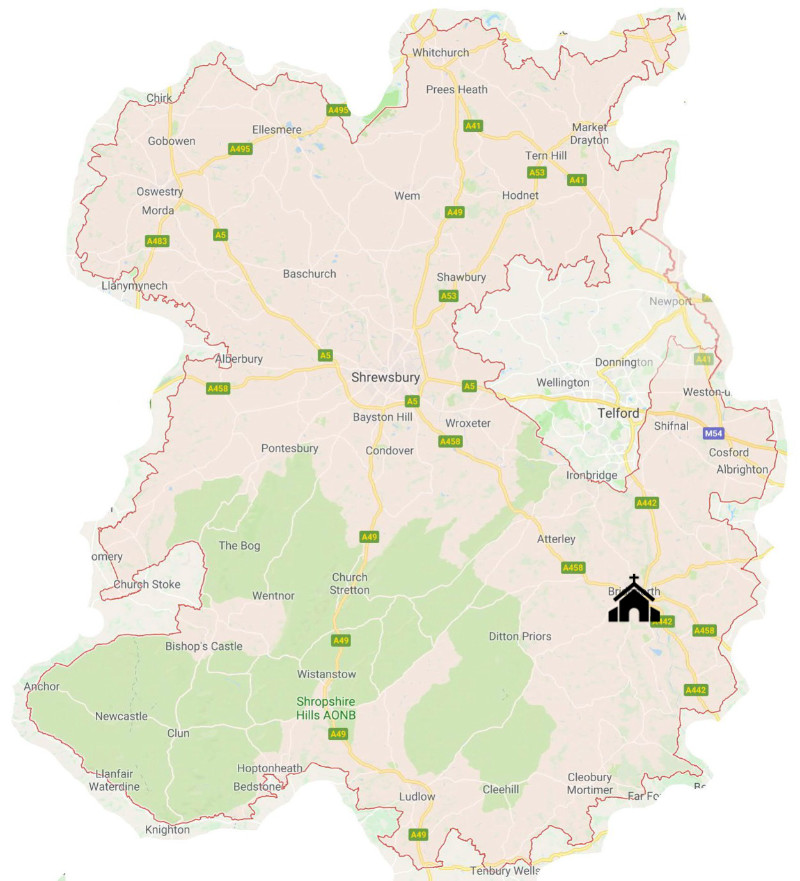 M
Whitchurch
Prees Heath
Chirk
A495
Ellesmere
A41
Market
Drayton
Gobowen
A495
Tern Hill
A53
A41
Oswestry
Wem
Hodnet
Morda
A49
A5
A483
Baschurch
Shawbury
Llanymynech
A53
Newport
Alberbury
A5
A41
Donnington
Shrewsbury
Wellington
A458
A5
Weston-u
A5
Telford
Bayston Hill
Wroxeter
Shifnal
M54
A458
Pontesbury
Condover
Cosford
Albrighton
Ironbridge
A442
A49
Atterley
The Bog
omery
A458
Church
Stretton
Church Stoke
Wentnor
A442
A458
Ditton Priors
A49
Bishop's Castle
Wistanstow
Anchor
A442
Shropshire
Hills AONB
Newcastle
Clun
A49
Hoptonheath
Llanfair
Waterdine
Bedstone
Cleobury
Mortimer
Cleehill
Ludlow
Far Fo
Knighton
A49
Tenbury Wells